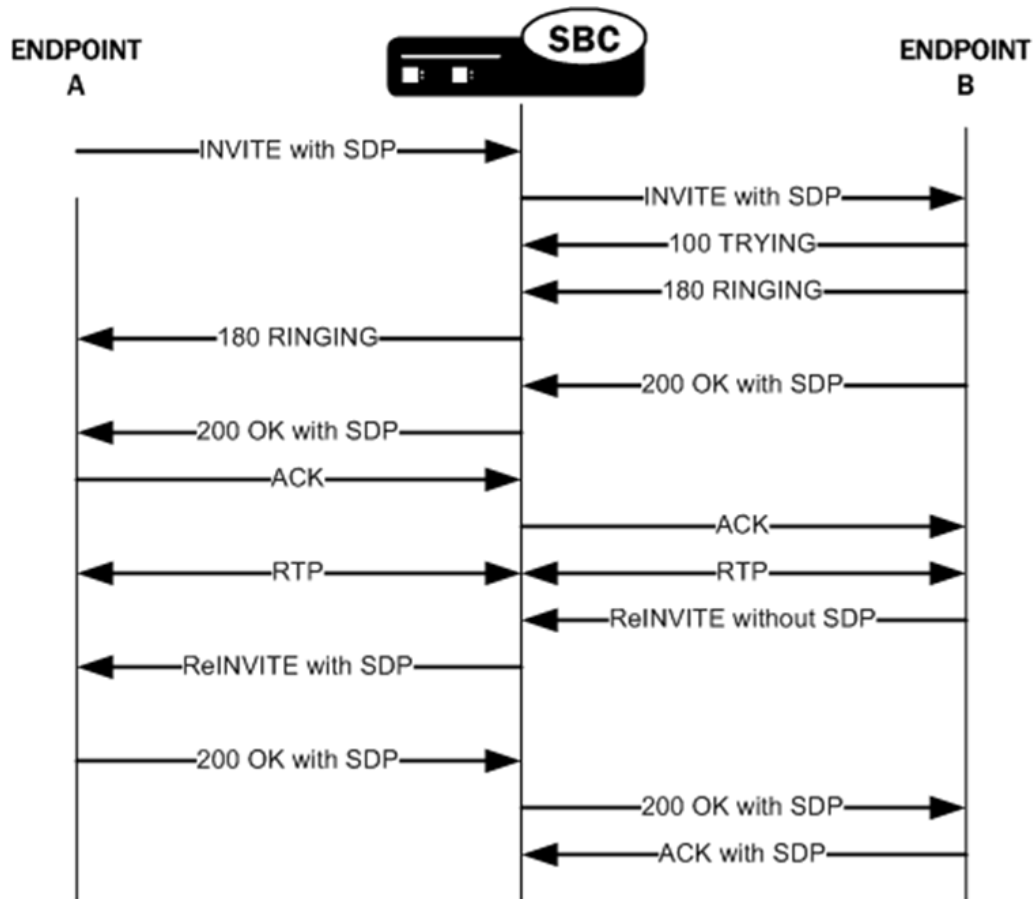 ENDPOINT
A
SBC
ENDPOINT
B
INVITE with SDP
INVITE with SDP
100 TRYING
180 RINGING
180 RINGING
200 OK with SDP
200 OK with SDP
ACK
ACK
RTP
RTP
ReINVITE without SDP
ReINVITE with SDP
200 OK with SDP
200 OK with SDP
ACK with SDP